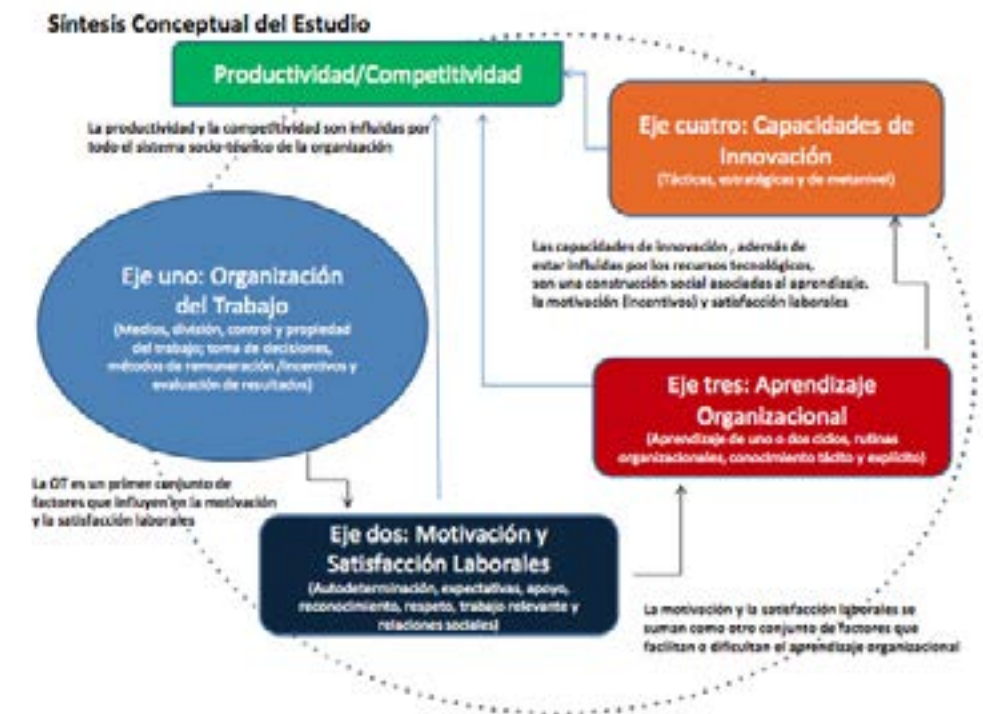 Síntesis Conceptual del Estudio
Productividad/Competitividad
La productividad y la competitividad son influidas por
todo el sistema socio-técnico de la organización
Eje cuatro: Capacidades de
Innovación
(Tácticas, estratégicas y de metanivel)
Las capacidades de innovación , además de
estar influidas por los recursos tecnológicos,
son una construcción social asociadas al aprendizaje,
la motivación (incentivos) y satisfacción laborales
Eje uno: Organización
del Trabajo
(Medios, división, control y propiedad
del trabajo; toma de decisiones,
métodos de remuneración /incentivos y
evaluación de resultados)
Eje tres: Aprendizaje
Organizacional
(Aprendizaje de uno o dos ciclos, rutinas
organizacionales, conocimiento tácito y explícito)
La OT es un primer conjunto de
factores que influyen en la motivación
y la satisfacción laborales
Eje dos: Motivación y
Satisfacción Laborales
(Autodeterminación, expectativas, apoyo,
reconocimiento, respeto, trabajo relevante y
relaciones sociales)
La motivación y la satisfacción laborales se
suman como otro conjunto de factores que
facilitan o dificultan el aprendizaje organizacional